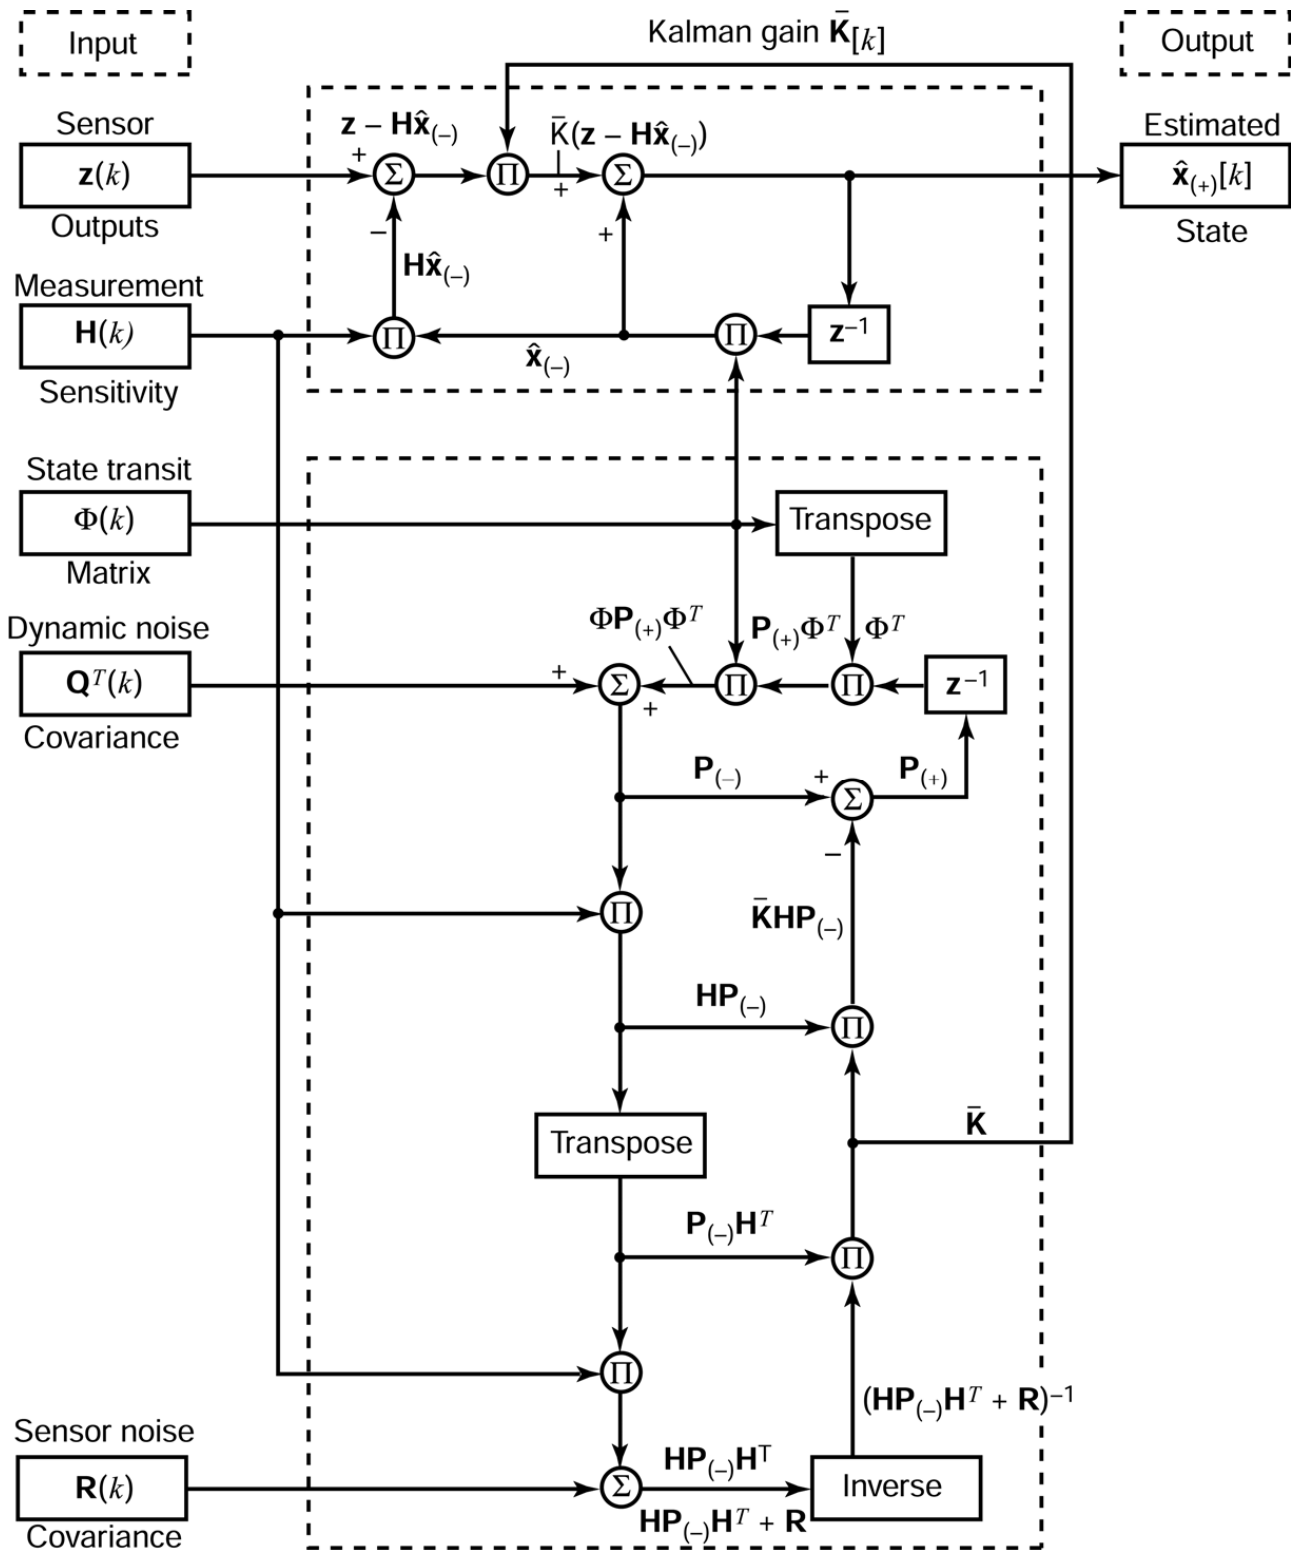 Input
Kalman gain K̄[k]
Output
Sensor
z(k)
Outputs
z – Hx̂(–)
K̄(z – Hx̂(–))
+
Σ
Π
+
Σ
Estimated
x̂(+)[k]
State
–
+
Hx̂(–)
Measurement
H(k)
Sensitivity
Π
x̂(–)
Π
z⁻¹
State transit
Φ(k)
Matrix
Transpose
Dynamic noise
Qᵀ(k)
Covariance
ΦP(+)Φᵀ
P(+)Φᵀ
Φᵀ
+
Σ
+
Π
Π
z⁻¹
P(–)
+
Σ
P(+)
–
Π
K̄HP(–)
HP(–)
Π
Transpose
K̄
P(–)Hᵀ
Π
Π
(HP(–)Hᵀ + R)⁻¹
Sensor noise
R(k)
Covariance
Σ
HP(–)Hᵀ
HP(–)Hᵀ + R
Inverse